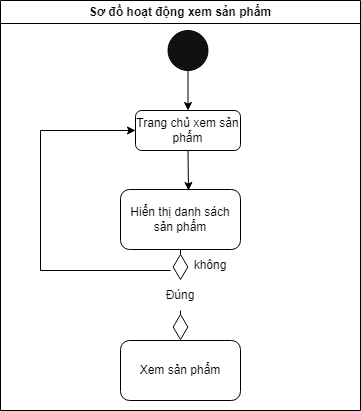 Sơ đồ hoạt động xem sản phẩm
Trang chủ xem sản
phẩm
Hiển thị danh sách
sản phẩm
không
Đúng
Xem sản phẩm